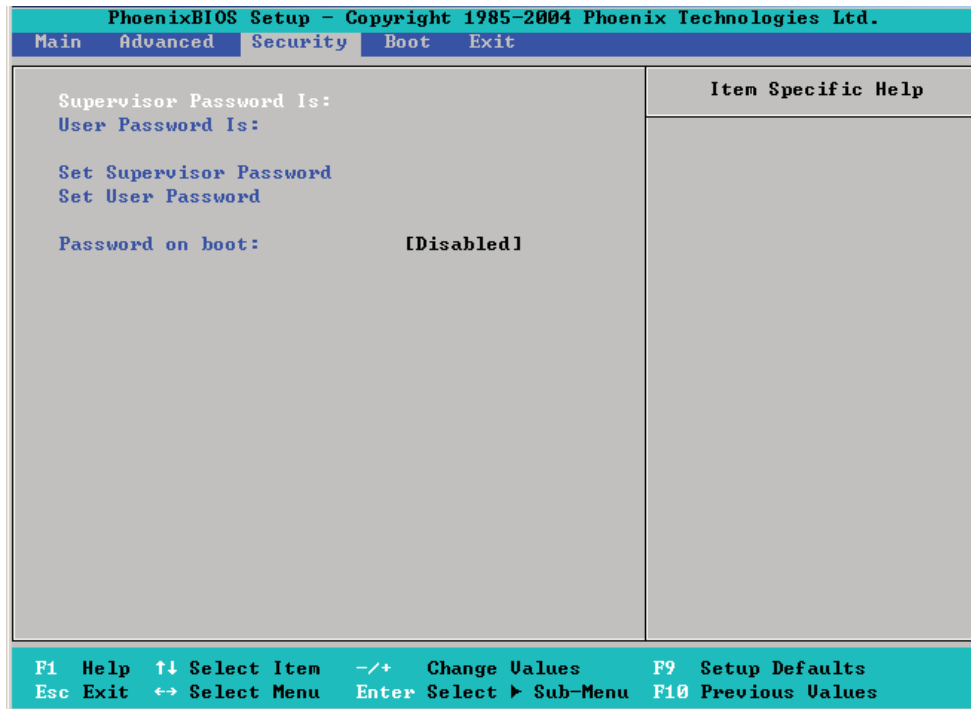 PhoenixBIOS Setup - Copyright 1985-2004 Phoenix Technologies Ltd.
Main Advanced Security Boot Exit
Supervisor Password Is:
User Password Is:
Set Supervisor Password
Set User Password
Password on boot: [Disabled]
Item Specific Help
F1 Help ↑↓ Select Item -/+ Change Values F9 Setup Defaults
Esc Exit ↔ Select Menu Enter Select ▶ Sub-Menu F10 Previous Values